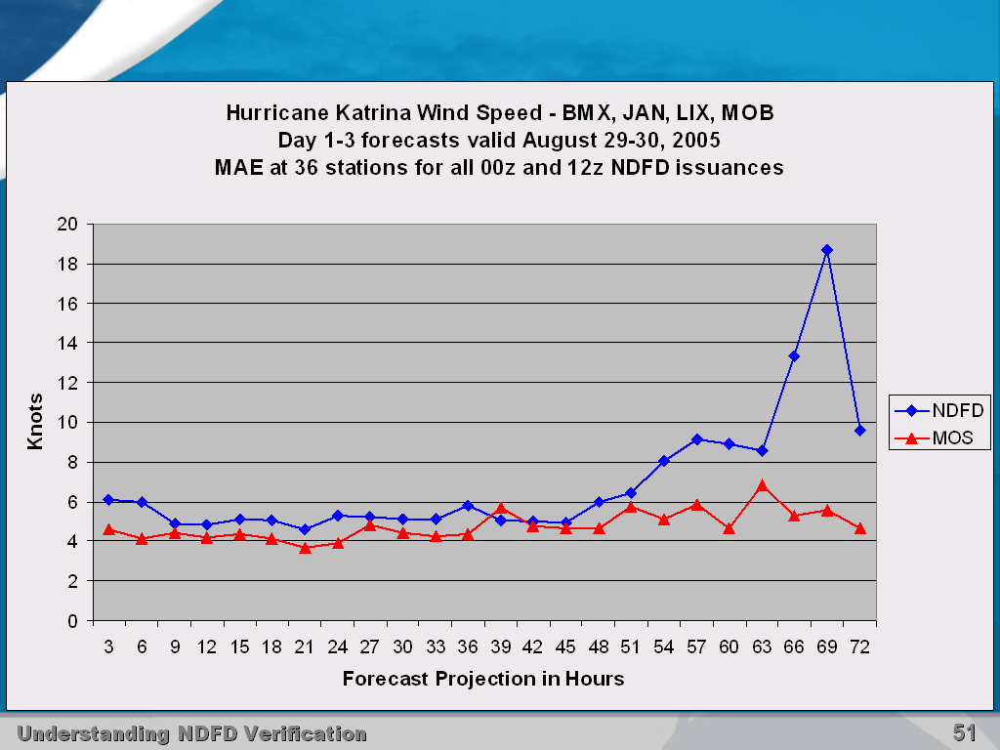 Hurricane Katrina Wind Speed - BMX, JAN, LIX, MOB
Day 1-3 forecasts valid August 29-30, 2005
MAE at 36 stations for all 00z and 12z NDFD issuances
20
18
16
14
12
10
8
6
4
2
0
Knots
3 6 9 12 15 18 21 24 27 30 33 36 39 42 45 48 51 54 57 60 63 66 69 72
Forecast Projection in Hours
NDFD
MOS
Understanding NDFD Verification
51